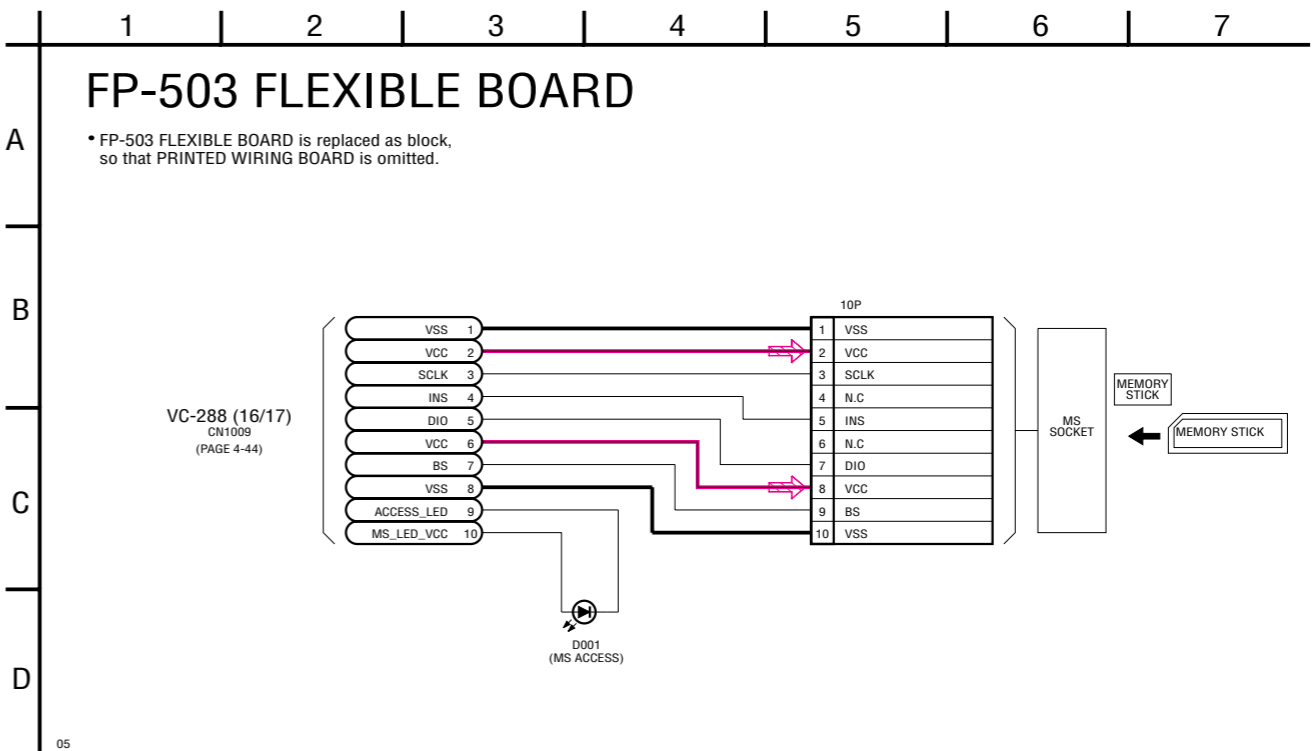 1 2 3 4 5 6 7
FP-503 FLEXIBLE BOARD
A
• FP-503 FLEXIBLE BOARD is replaced as block,
so that PRINTED WIRING BOARD is omitted.
B
10P
VSS 1
VCC 2
SCLK 3
INS 4
DIO 5
VCC 6
BS 7
VSS 8
ACCESS_LED 9
MS_LED_VCC 10
1 VSS
2 VCC
3 SCLK
4 N.C
5 INS
6 N.C
7 DIO
8 VCC
9 BS
10 VSS
VC-288 (16/17)
CN1009
(PAGE 4-44)
MS
SOCKET
MEMORY
STICK
MEMORY STICK
C
D001
(MS ACCESS)
D
05